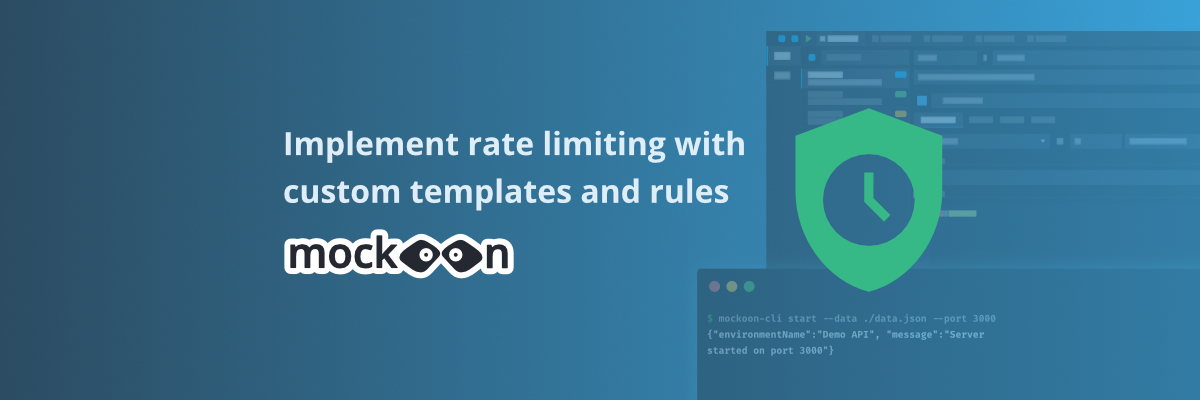 Implement rate limiting with
custom templates and rules
mockoon
$ mockoon-cli start --data ./data.json --port 3000
{"environmentName":"Demo API", "message":"Server
started on port 3000"}